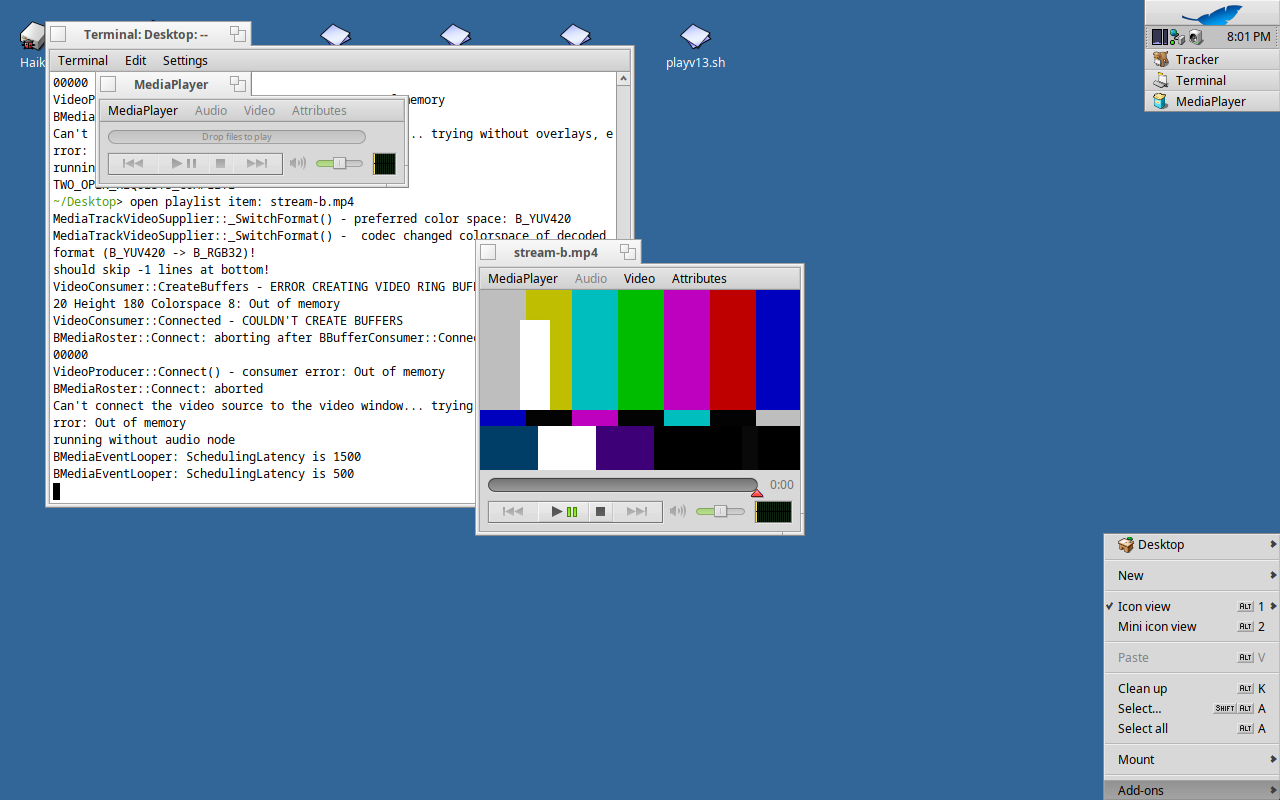 Haik
playv13.sh
8:01 PM
Tracker
Terminal
MediaPlayer
Terminal: Desktop: --
Terminal Edit Settings
00000
emory
BMedia
Can't .. trying without overlays, e
rror:
runnin
~/Desktop> open playlist item: stream-b.mp4
MediaTrackVideoSupplier::_SwitchFormat() - preferred color space: B_YUV420
MediaTrackVideoSupplier::_SwitchFormat() - codec changed colorspace of decoded
format (B_YUV420 -> B_RGB32)!
should skip -1 lines at bottom!
VideoConsumer::CreateBuffers - ERROR CREATING VIDEO RING BUF
20 Height 180 Colorspace 8: Out of memory
VideoConsumer::Connected - COULDN'T CREATE BUFFERS
BMediaRoster::Connect: aborting after BBufferConsumer::Conne
00000
VideoProducer::Connect() - consumer error: Out of memory
BMediaRoster::Connect: aborted
Can't connect the video source to the video window... trying
rror: Out of memory
running without audio node
BMediaEventLooper: SchedulingLatency is 1500
BMediaEventLooper: SchedulingLatency is 500
MediaPlayer
MediaPlayer Audio Video Attributes
Drop files to play
stream-b.mp4
MediaPlayer Audio Video Attributes
0:00
Desktop
New
Icon view ALT 1
Mini icon view ALT 2
Paste ALT V
Clean up ALT K
Select... SHIFT ALT A
Select all ALT A
Mount
Add-ons